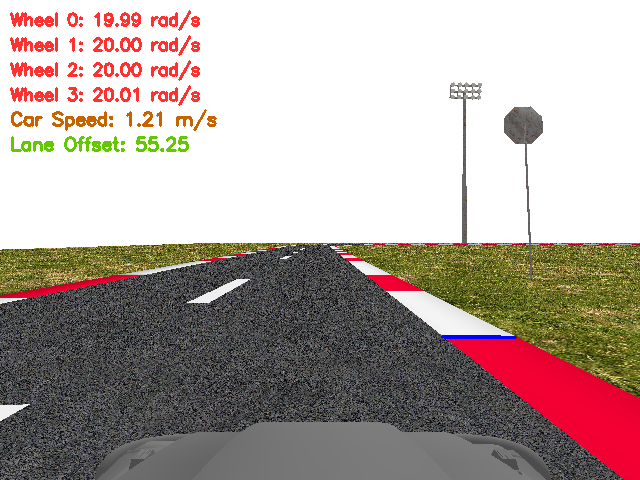 Wheel 0: 19.99 rad/s
Wheel 1: 20.00 rad/s
Wheel 2: 20.00 rad/s
Wheel 3: 20.01 rad/s
Car Speed: 1.21 m/s
Lane Offset: 55.25